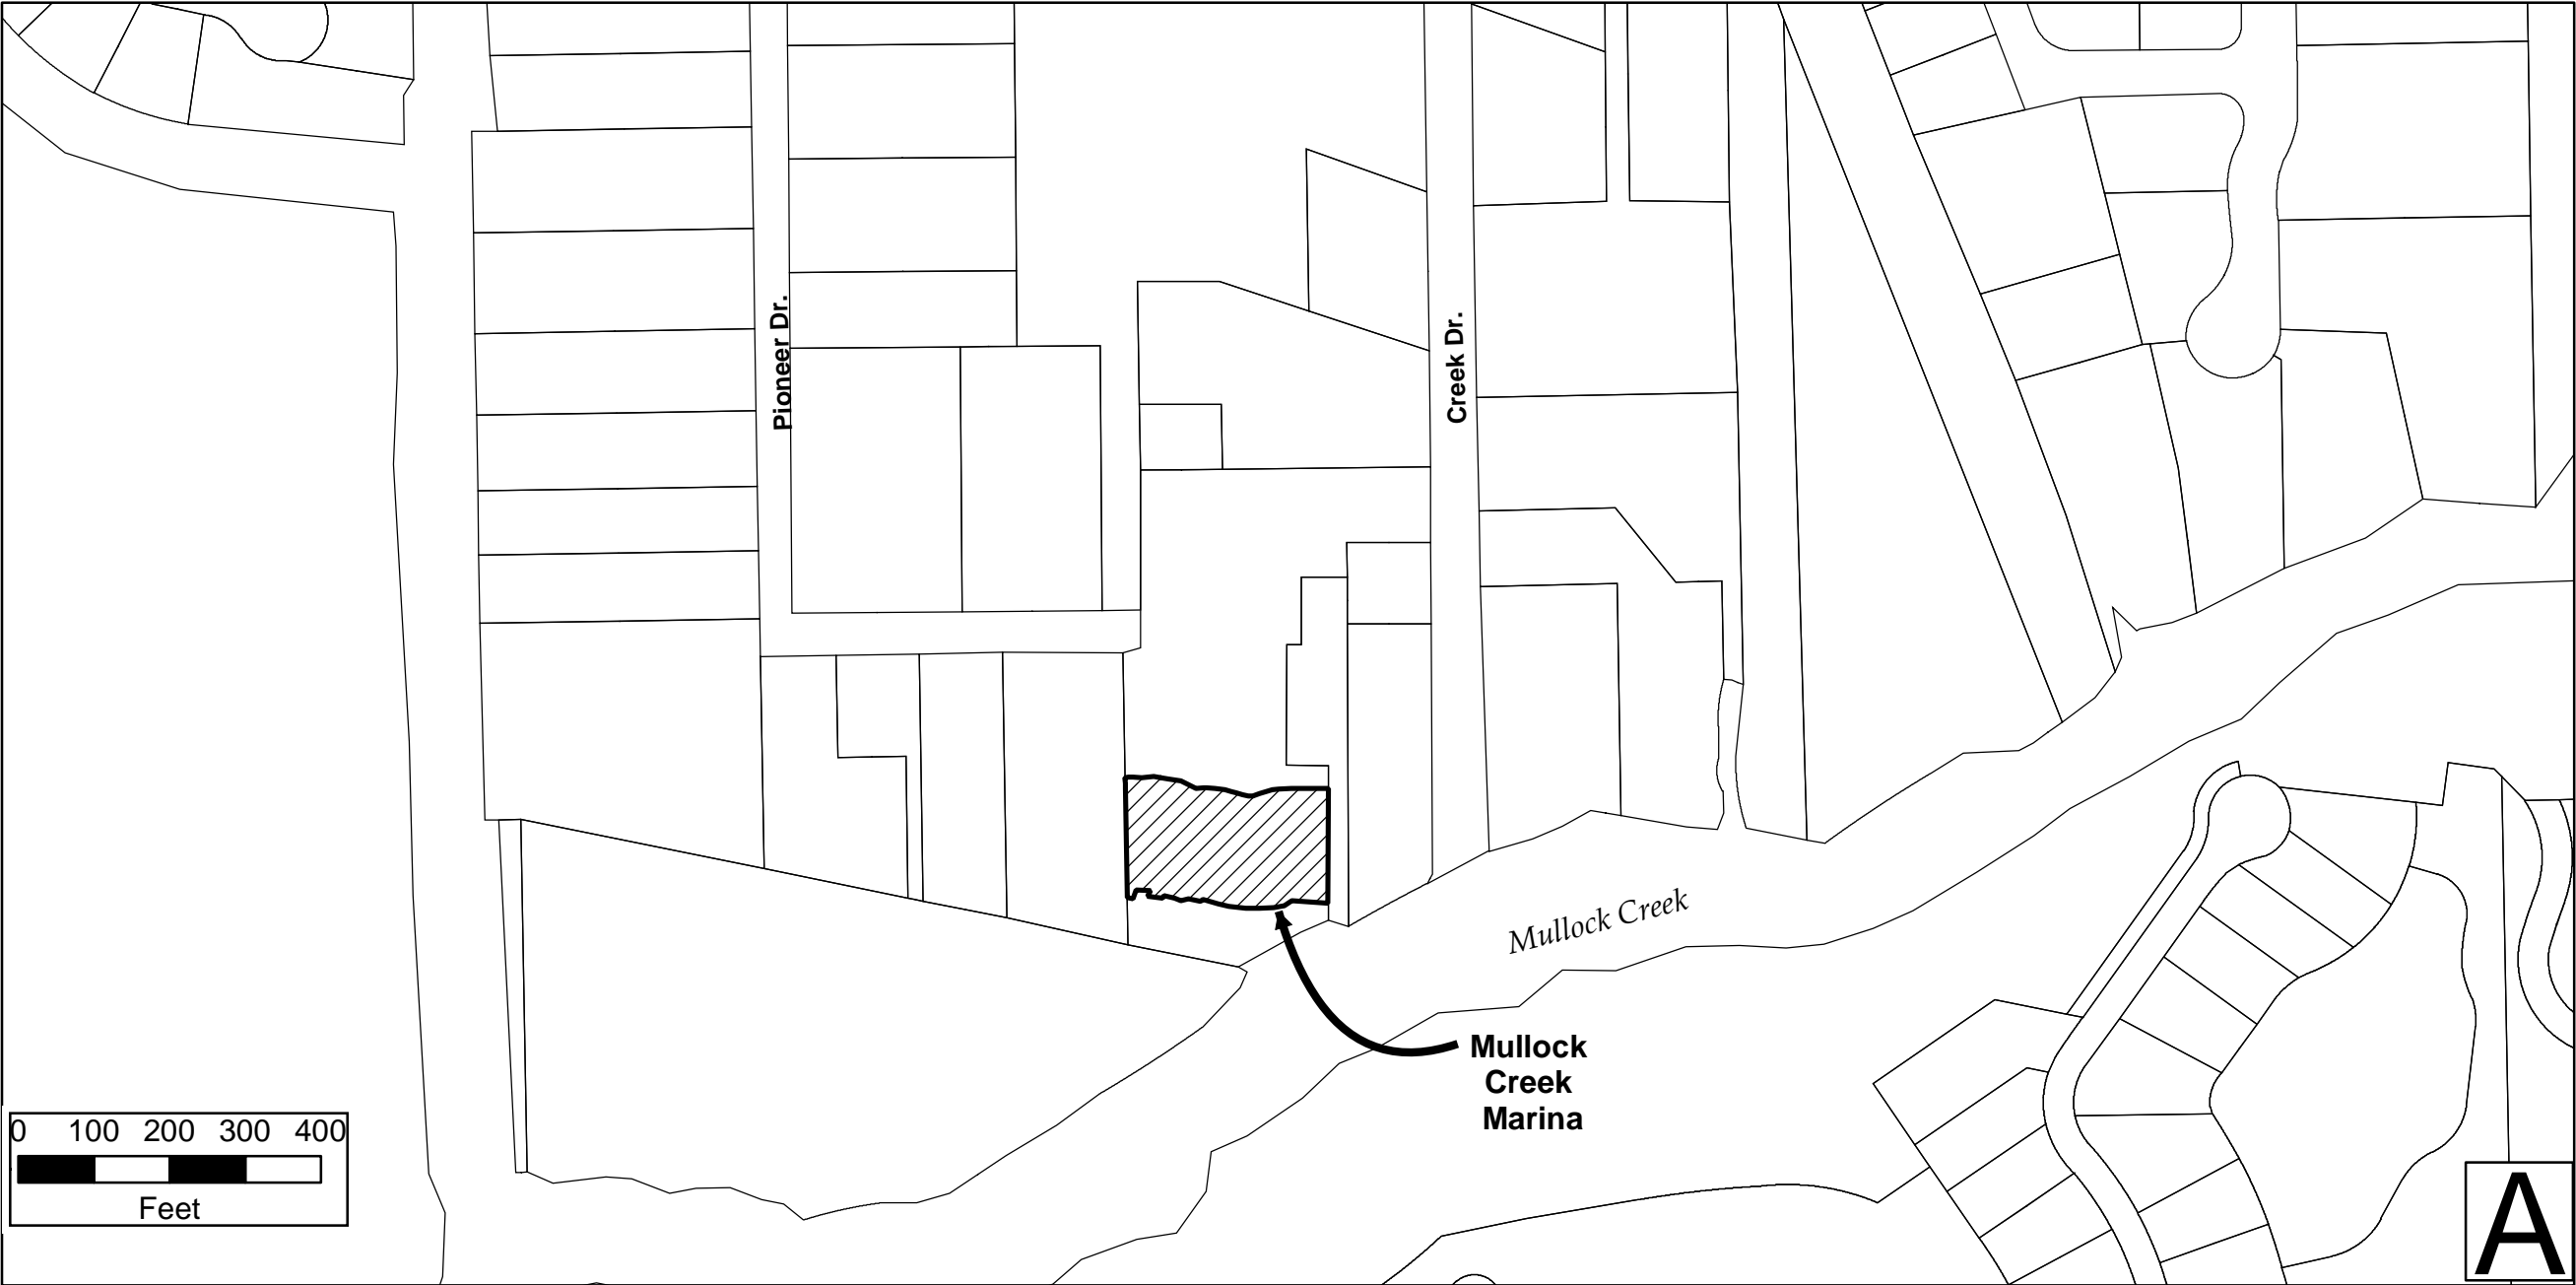 Pioneer Dr.
Creek Dr.
Mullock Creek
Mullock
Creek
Marina
0 100 200 300 400
Feet
A